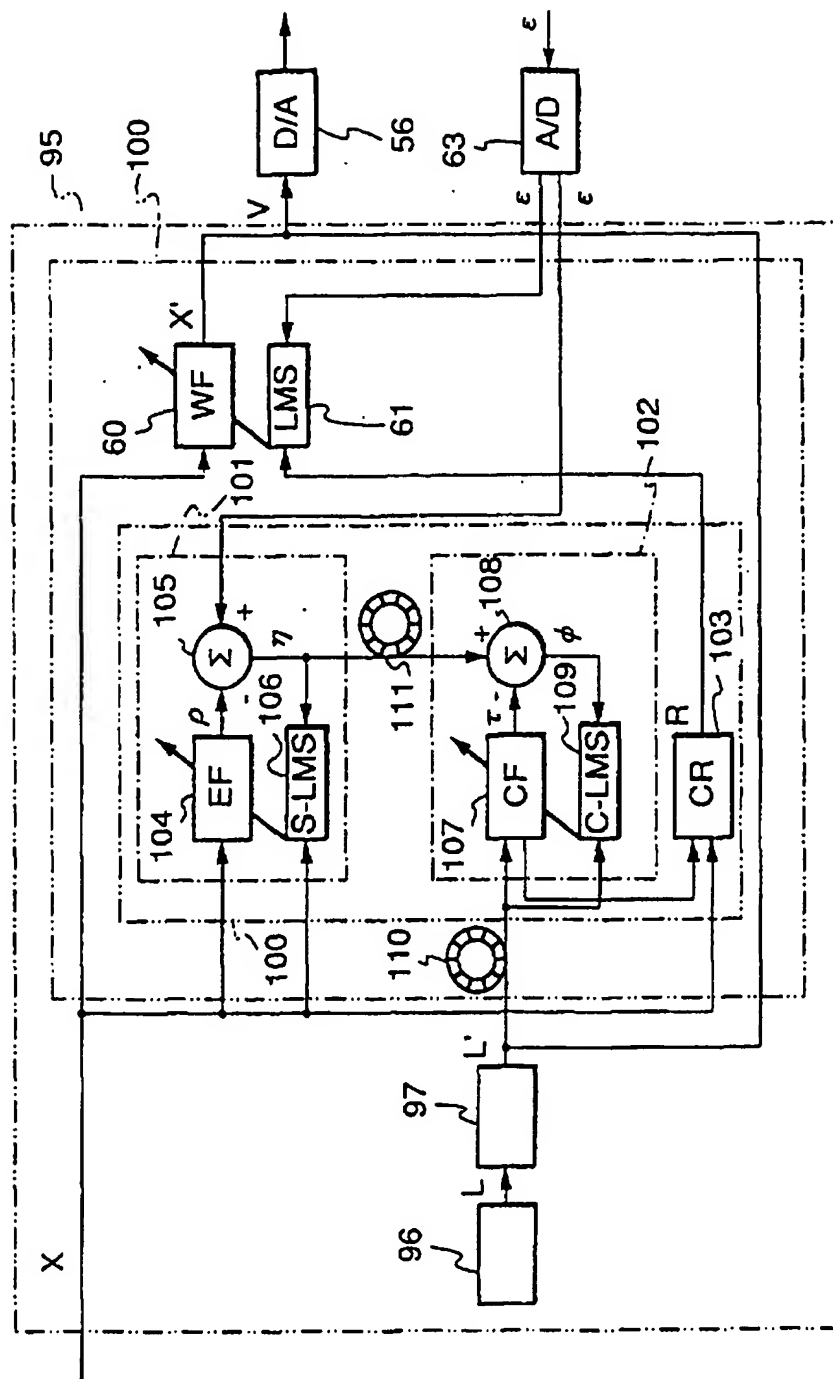 X
95
100
V
D/A
56
ε
A/D
63
ε
ε
X'
WF
60
LMS
61
102
101
105
Σ
+
η
ρ
-
106
104
EF
S-LMS
111
108
+
Σ
φ
τ
-
109
107
CF
C-LMS
R
103
CR
100
110
L'
97
L
96